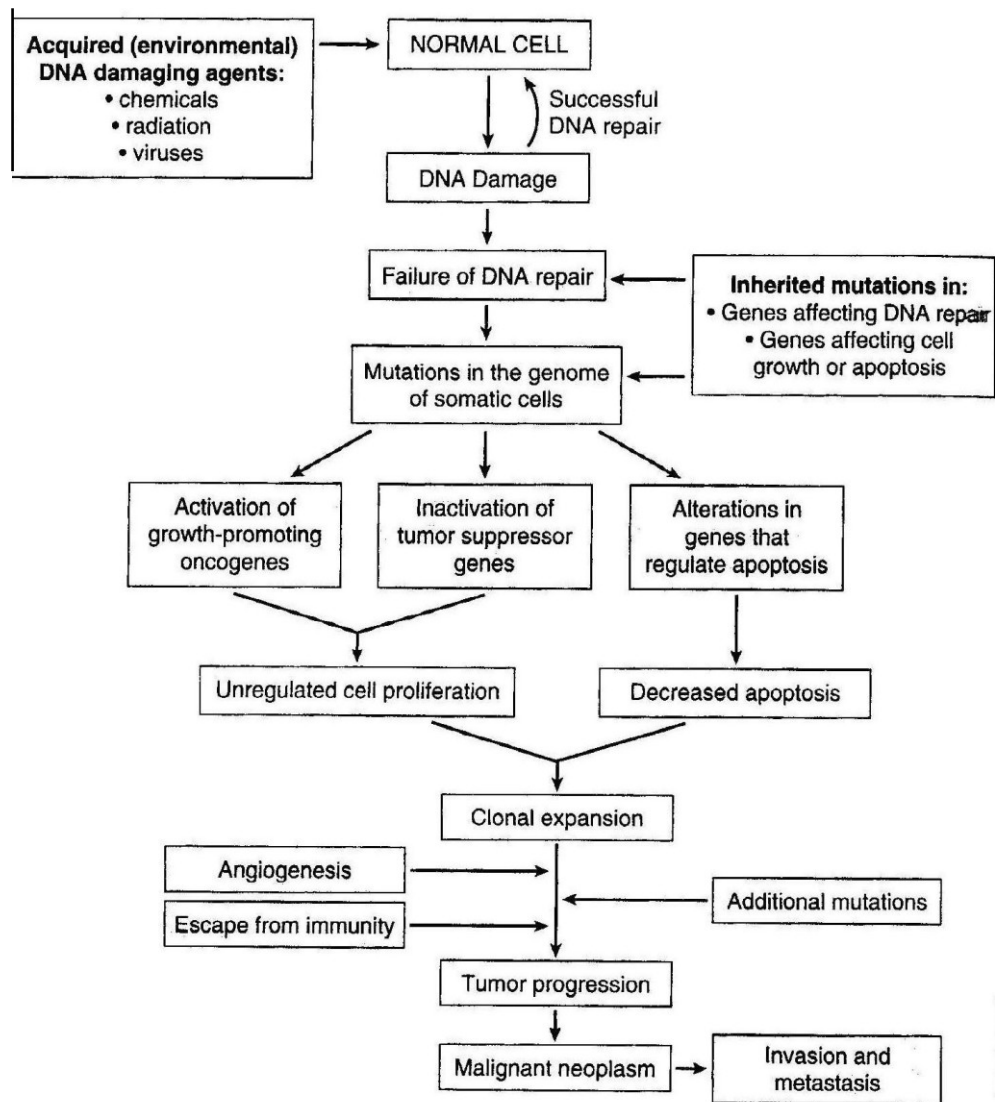 Acquired (environmental)
DNA damaging agents:
• chemicals
• radiation
• viruses
NORMAL CELL
Successful
DNA repair
DNA Damage
Failure of DNA repair
Inherited mutations in:
• Genes affecting DNA repair
• Genes affecting cell
growth or apoptosis
Mutations in the genome
of somatic cells
Activation of
growth-promoting
oncogenes
Inactivation of
tumor suppressor
genes
Alterations in
genes that
regulate apoptosis
Unregulated cell proliferation
Decreased apoptosis
Clonal expansion
Angiogenesis
Additional mutations
Escape from immunity
Tumor progression
Malignant neoplasm
Invasion and
metastasis